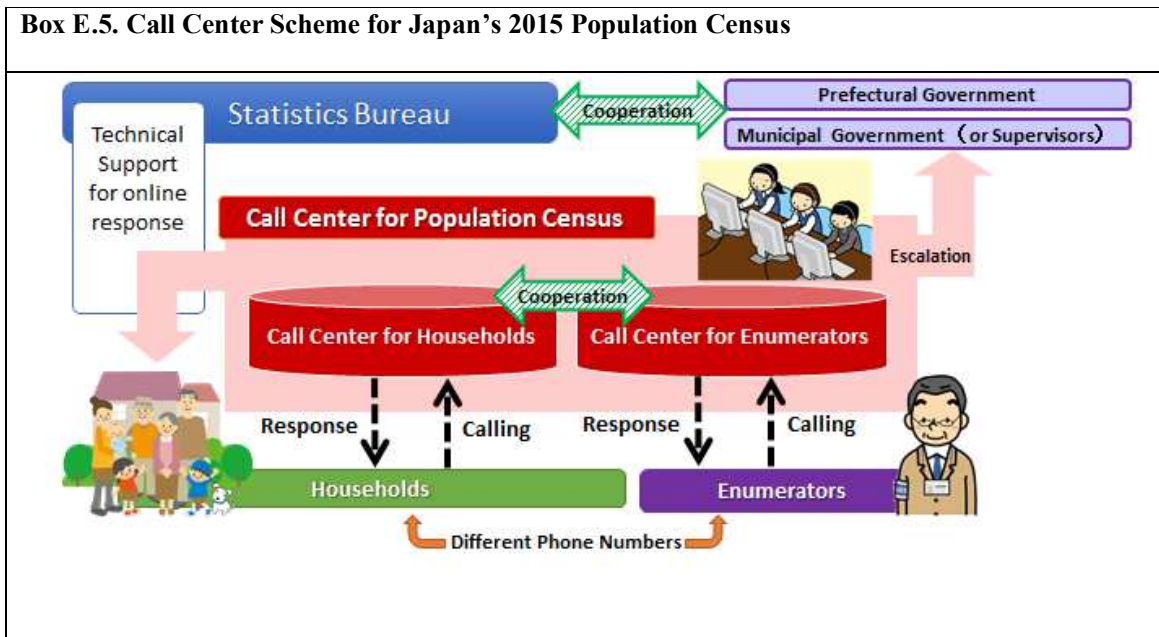 Box E.5. Call Center Scheme for Japan's 2015 Population Census
Statistics Bureau
Cooperation
Prefectural Government
Municipal Government （or Supervisors）
Technical
Support
for online
response
Call Center for Population Census
Escalation
Cooperation
Call Center for Households
Call Center for Enumerators
Response
Calling
Response
Calling
Households
Enumerators
Different Phone Numbers